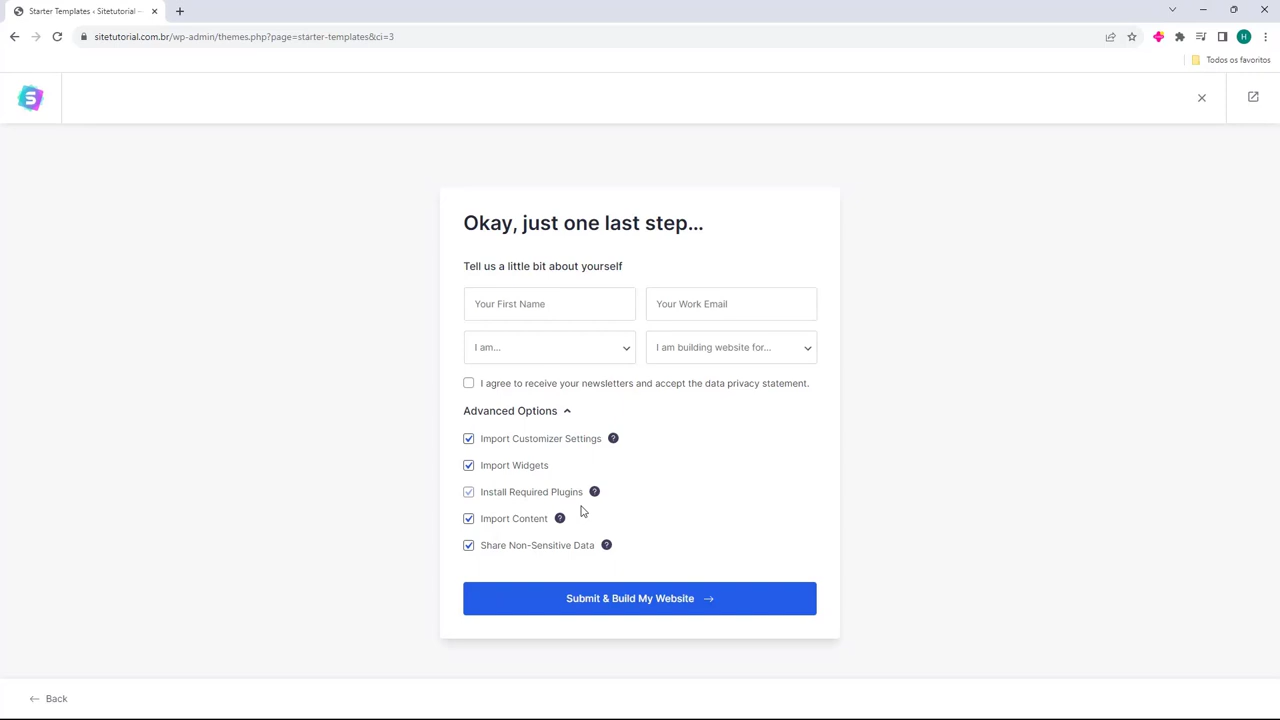 Starter Templates ‹ Sitetutorial –
sitetutorial.com.br/wp-admin/themes.php?page=starter-templates&ci=3
H
Todos os favoritos
S
Okay, just one last step...
Tell us a little bit about yourself
Your First Name
Your Work Email
I am...
I am building website for...
I agree to receive your newsletters and accept the data privacy statement.
Advanced Options
Import Customizer Settings ?
Import Widgets
Install Required Plugins ?
Import Content ?
Share Non-Sensitive Data ?
Submit & Build My Website →
← Back